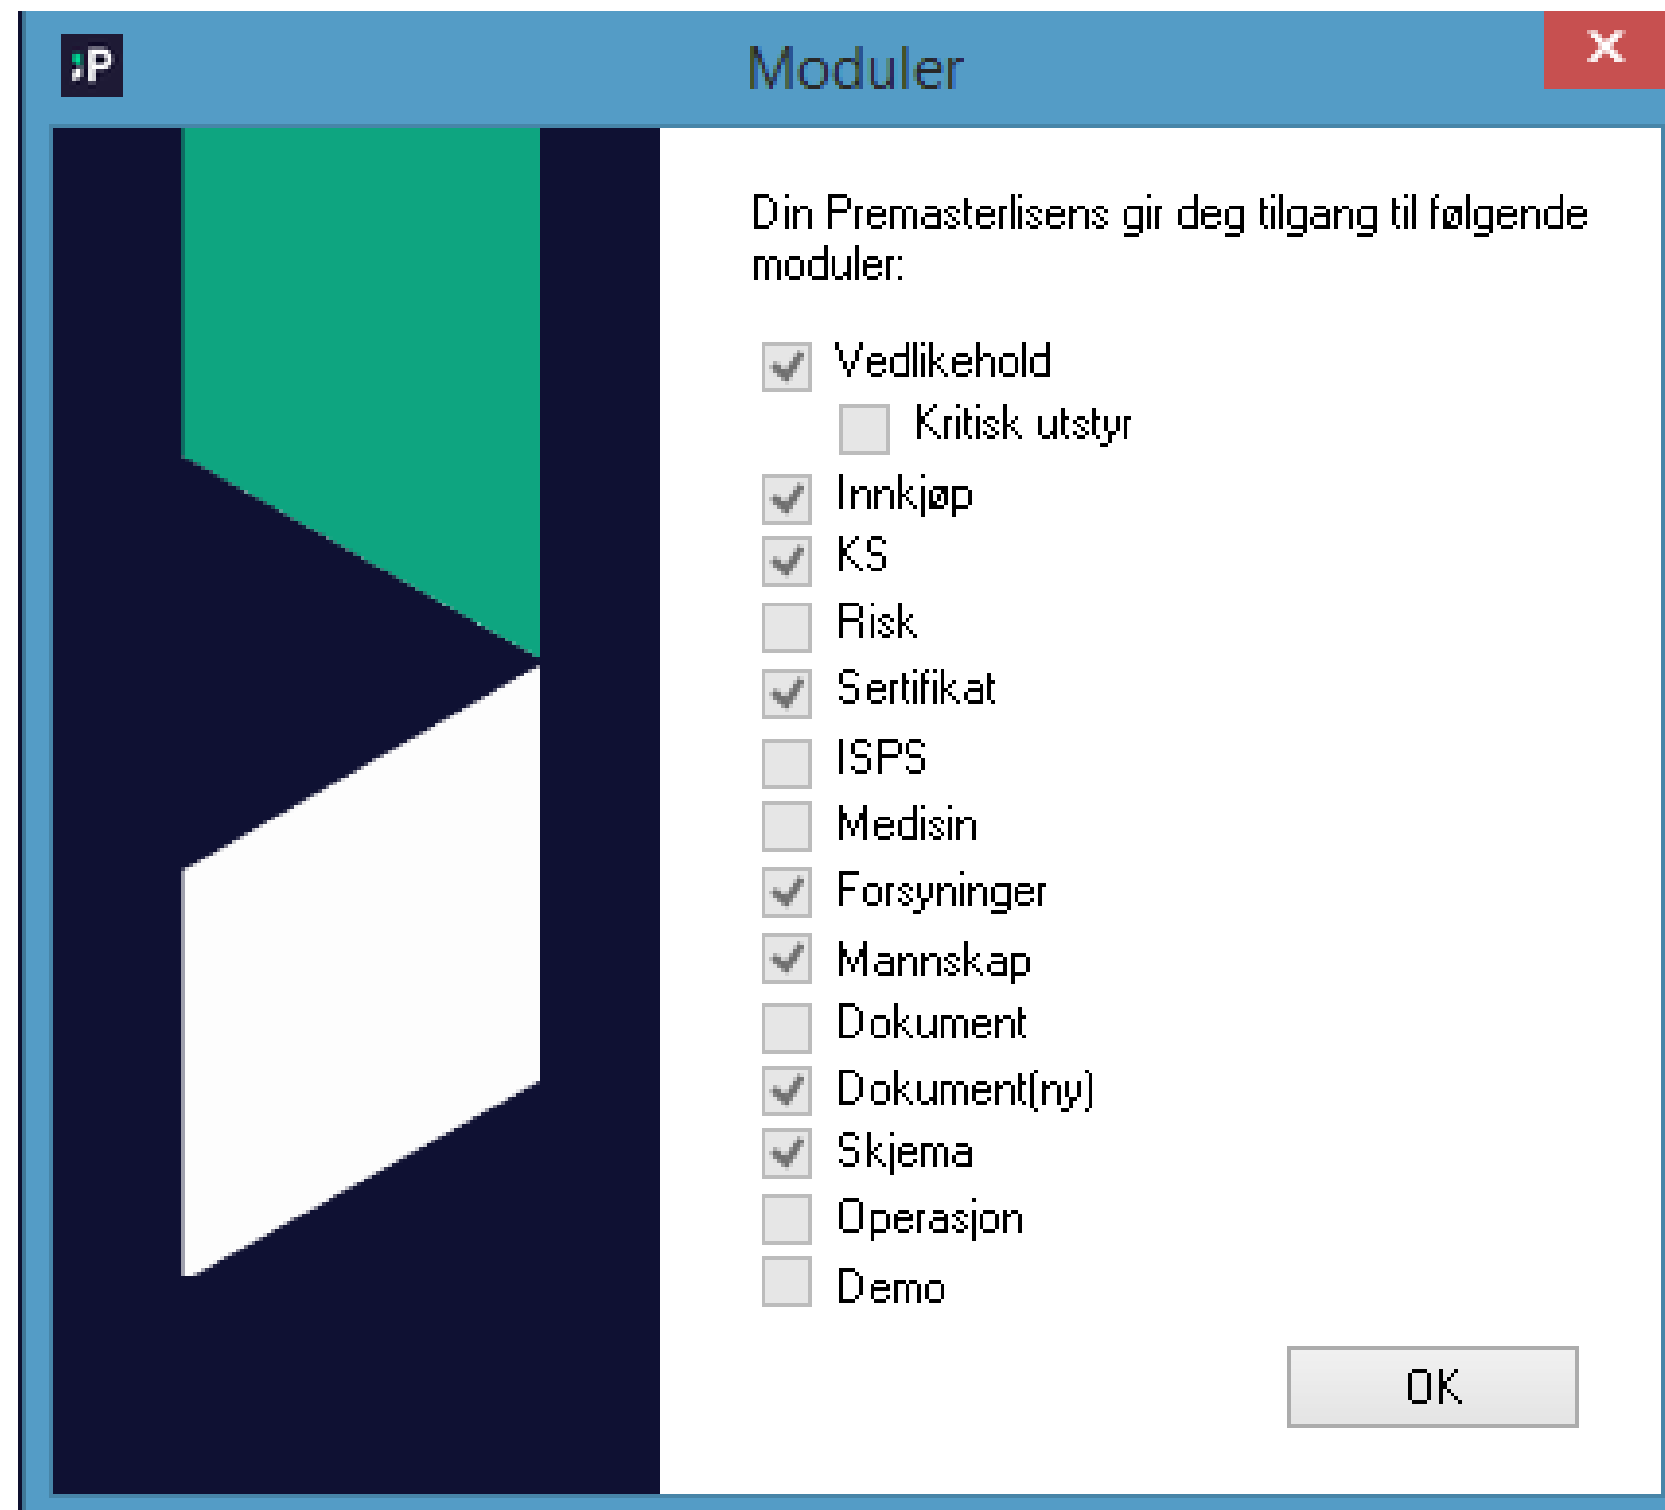 P
Moduler
Din Premasterlisens gir deg tilgang til følgende
moduler:
Vedlikehold
Kritisk utstyr
Innkjøp
KS
Risk
Sertifikat
ISPS
Medisin
Forsyninger
Mannskap
Dokument
Dokument(ny)
Skjema
Operasjon
Demo
OK